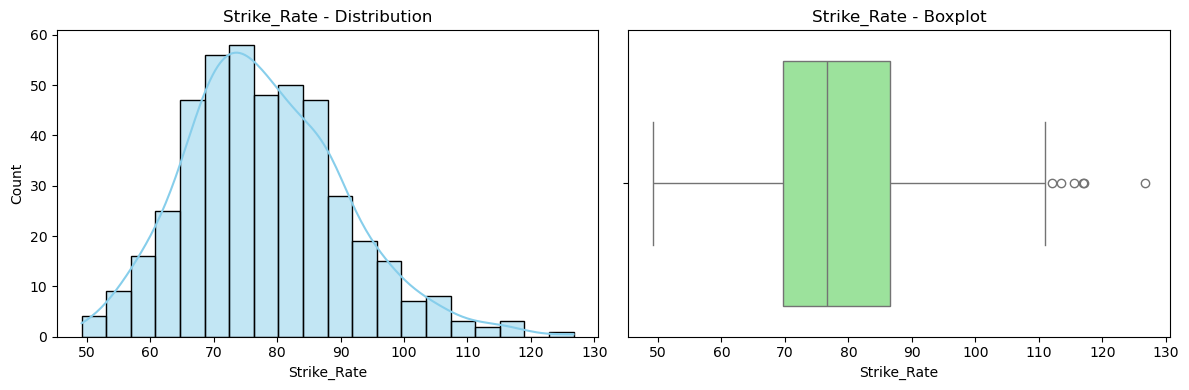 Strike_Rate - Distribution
60
50
40
30
20
10
0
Count
50 60 70 80 90 100 110 120 130
Strike_Rate
Strike_Rate - Boxplot
50 60 70 80 90 100 110 120 130
Strike_Rate